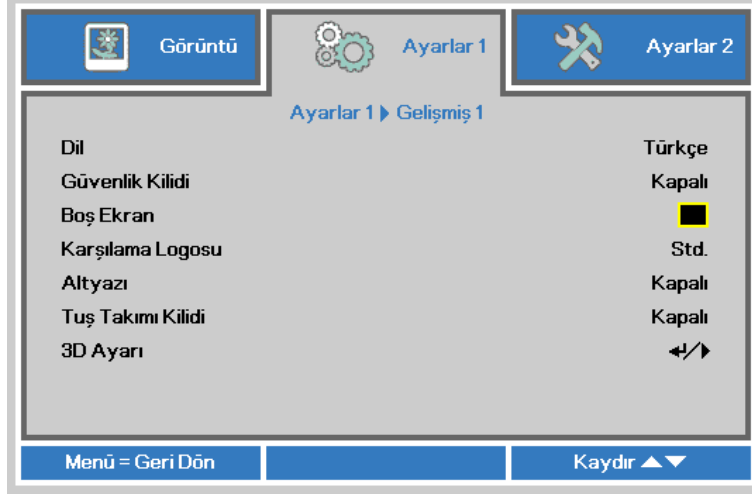 Görüntü Ayarlar 1 Ayarlar 2
Ayarlar 1 Gelişmiş 1
Dil Türkçe
Güvenlik Kilidi Kapalı
Boş Ekran
Karşılama Logosu Std.
Altyazı Kapalı
Tuş Takımı Kilidi Kapalı
3D Ayarı
Menü = Geri Dön Kaydır